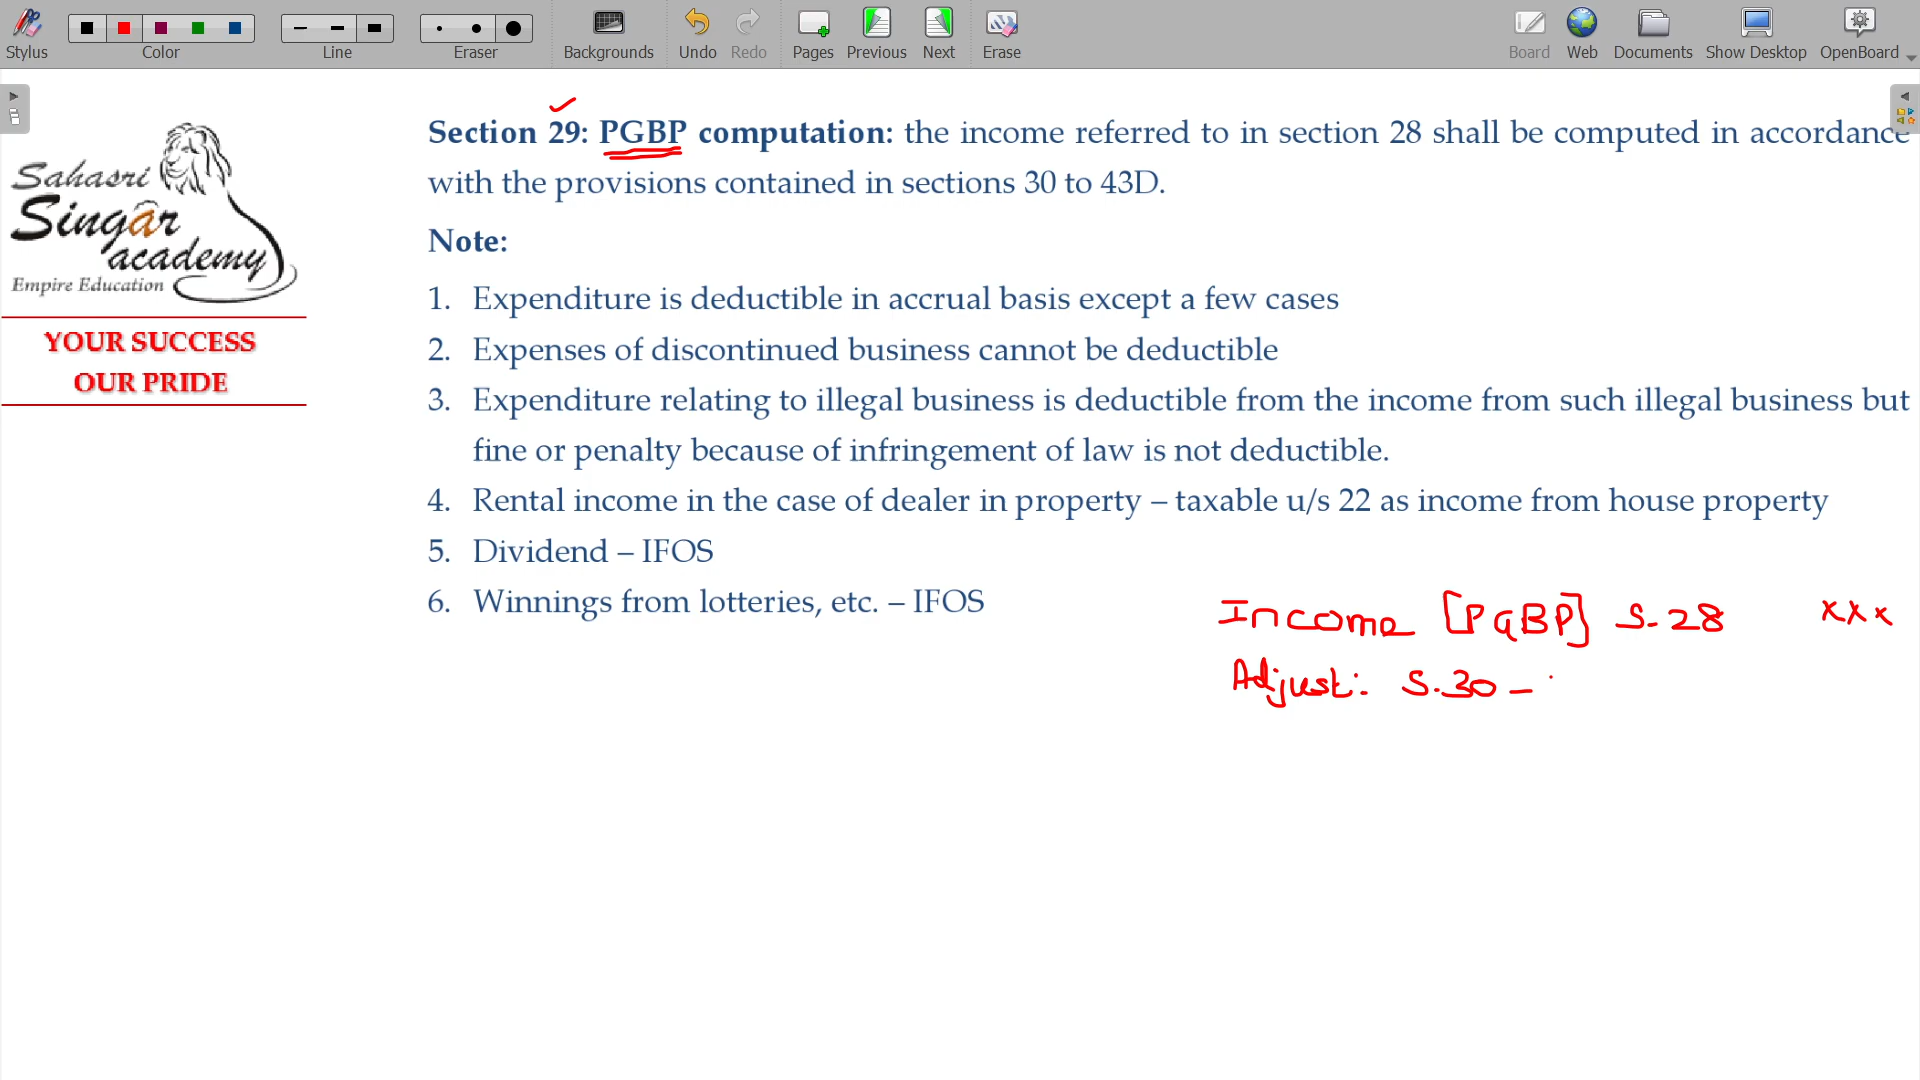 Stylus
Color
Line
Eraser
Backgrounds
Undo
Redo
Pages
Previous
Next
Erase
Board
Web
Documents
Show Desktop
OpenBoard
Sahasri
Singar
academy
Empire Education
YOUR SUCCESS
OUR PRIDE
Section 29: PGBP computation: the income referred to in section 28 shall be computed in accordance
with the provisions contained in sections 30 to 43D.
Note:
1. Expenditure is deductible in accrual basis except a few cases
2. Expenses of discontinued business cannot be deductible
3. Expenditure relating to illegal business is deductible from the income from such illegal business but
fine or penalty because of infringement of law is not deductible.
4. Rental income in the case of dealer in property – taxable u/s 22 as income from house property
5. Dividend – IFOS
6. Winnings from lotteries, etc. – IFOS
Income [PGBP] S.28 xxx
Adjust: S.30 –